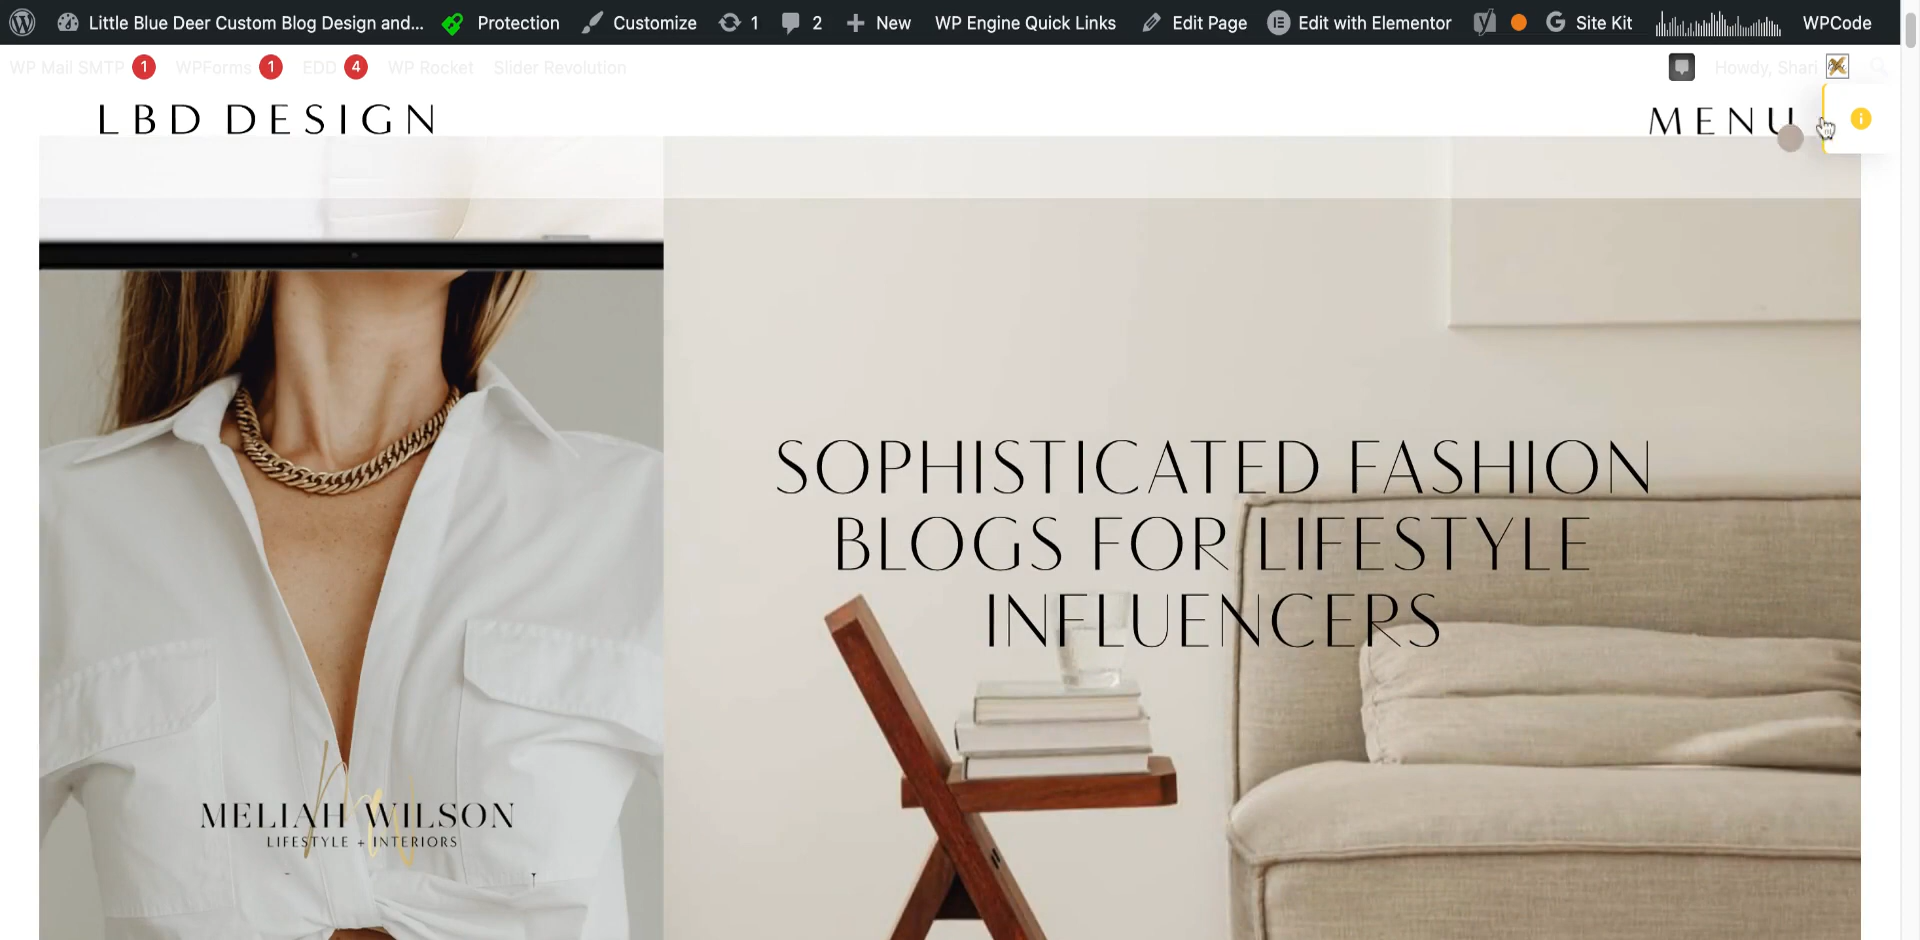 Little Blue Deer Custom Blog Design and... Protection Customize 1 2 New WP Engine Quick Links Edit Page Edit with Elementor Site Kit WPCode
WP Mail SMTP 1 WPForms 1 EDD 4 WP Rocket Slider Revolution Howdy, Shari
LBD DESIGN MENU
SOPHISTICATED FASHION
BLOGS FOR LIFESTYLE
INFLUENCERS
MELIAH WILSON
LIFESTYLE + INTERIORS